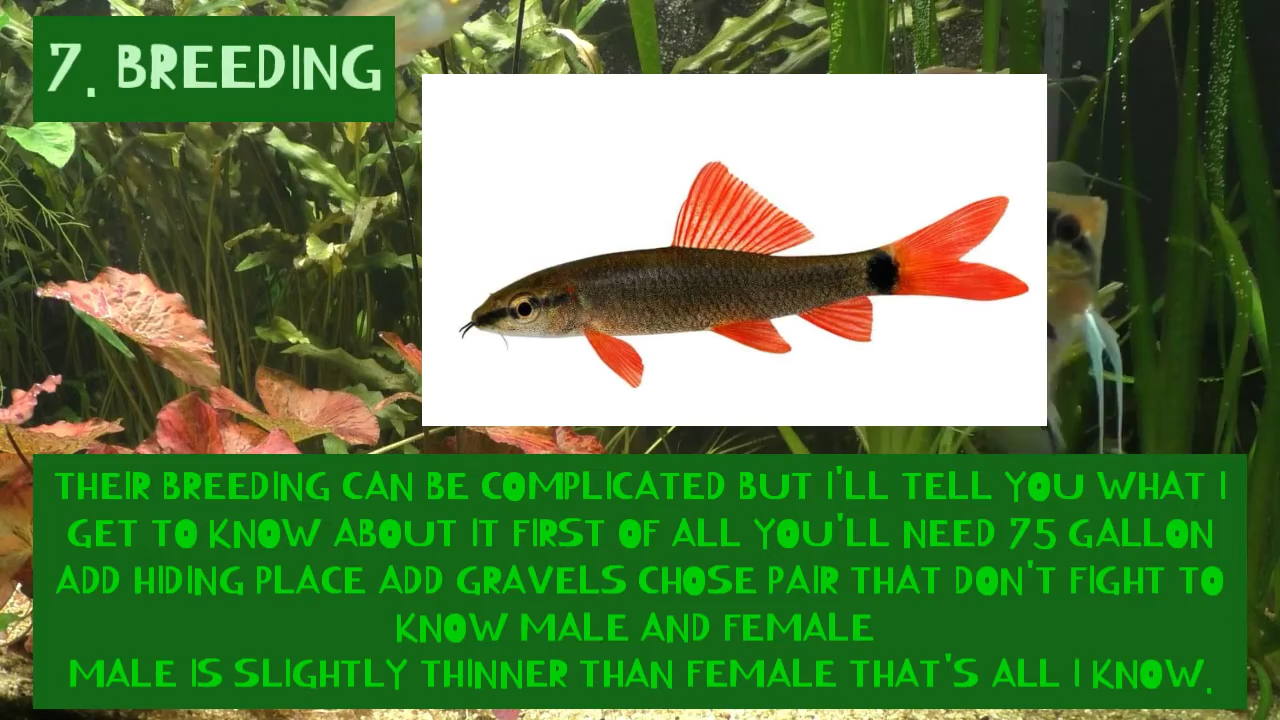 7. BREEDING
THEIR BREEDING CAN BE COMPLICATED BUT I'LL TELL YOU WHAT I
GET TO KNOW ABOUT IT FIRST OF ALL YOU'LL NEED 75 GALLON
ADD HIDING PLACE ADD GRAVELS CHOSE PAIR THAT DON'T FIGHT TO
KNOW MALE AND FEMALE
MALE IS SLIGHTLY THINNER THAN FEMALE THAT'S ALL I KNOW.